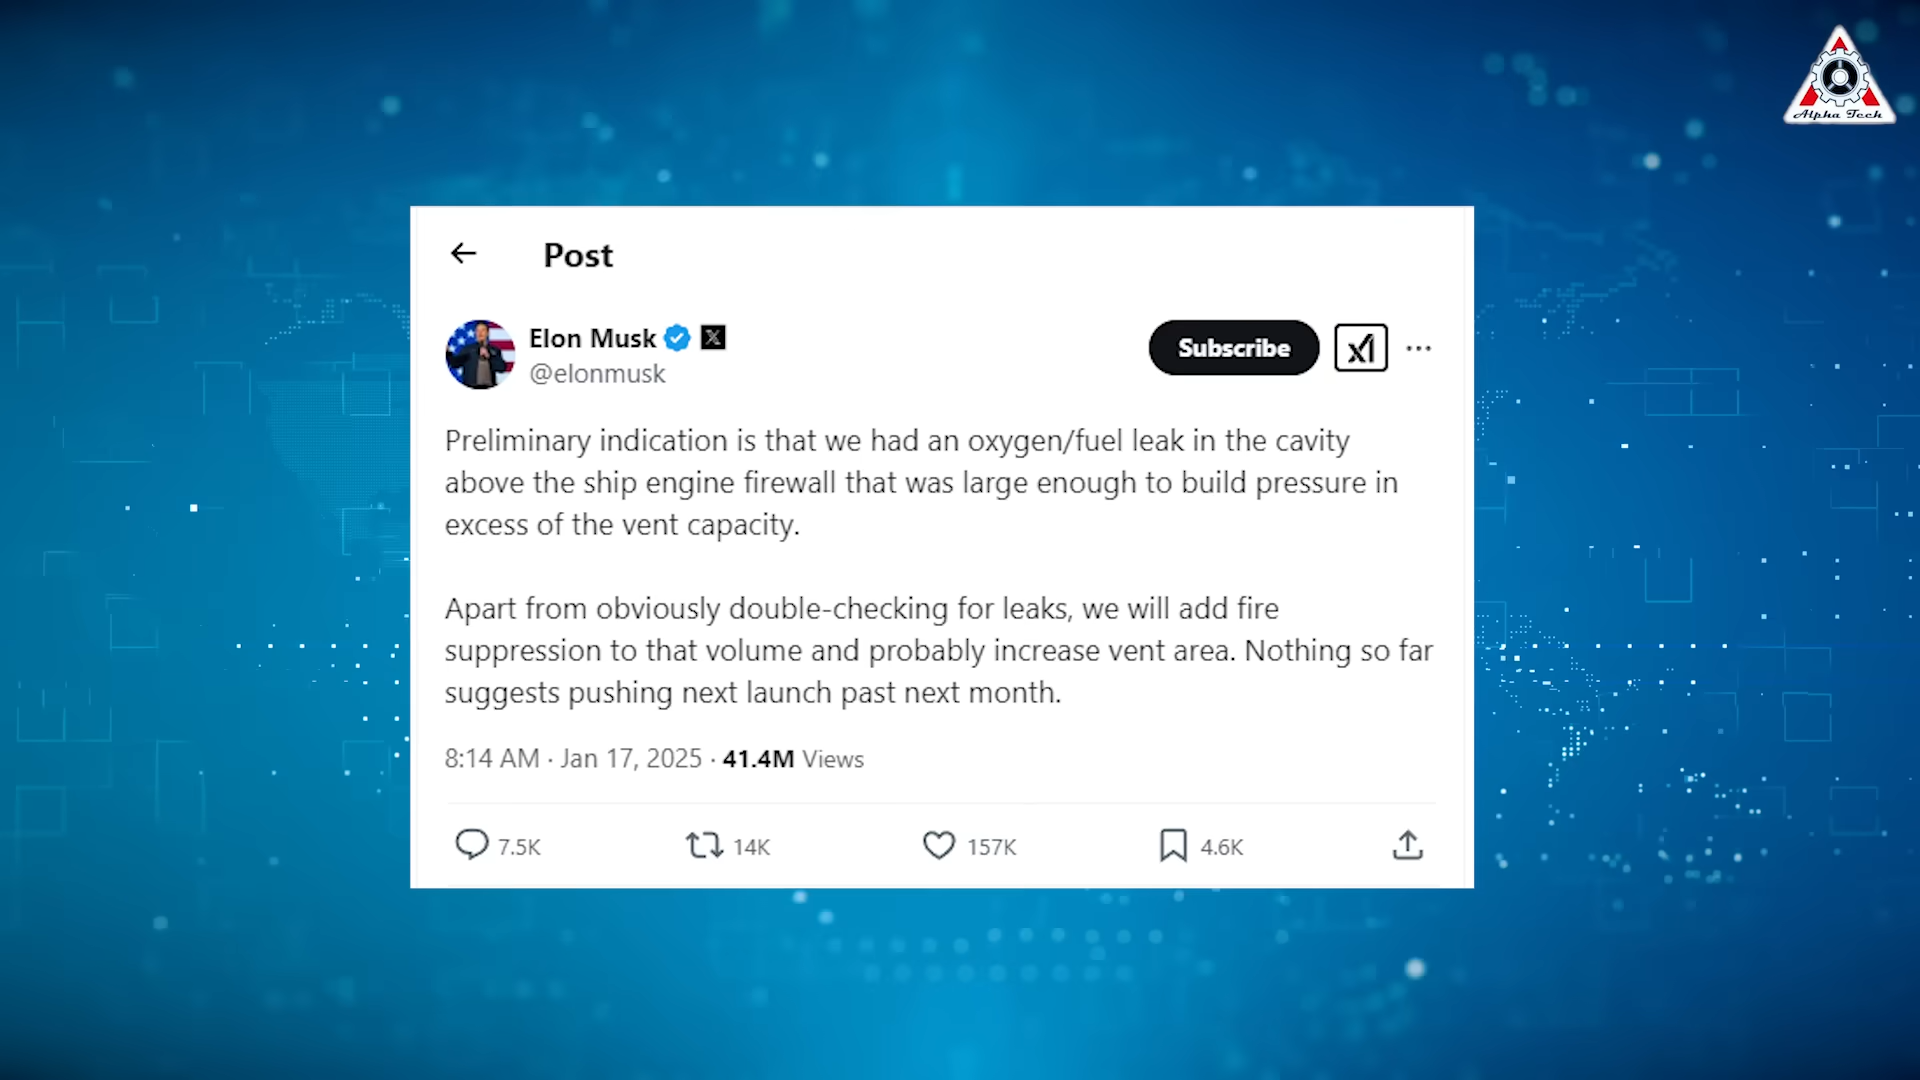 Alpha Tech
Post
Elon Musk
@elonmusk
Subscribe
Preliminary indication is that we had an oxygen/fuel leak in the cavity
above the ship engine firewall that was large enough to build pressure in
excess of the vent capacity.
Apart from obviously double-checking for leaks, we will add fire
suppression to that volume and probably increase vent area. Nothing so far
suggests pushing next launch past next month.
8:14 AM · Jan 17, 2025 · 41.4M Views
7.5K 14K 157K 4.6K